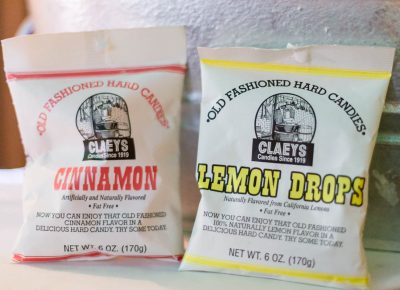 •OLD FASHIONED HARD CANDIES•
CLAEYS
Candies Since 1919
CINNAMON
Artificially and Naturally Flavored
• Fat Free •
NOW YOU CAN ENJOY THAT OLD FASHIONED
CINNAMON FLAVOR IN A
DELICIOUS HARD CANDY. TRY SOME TODAY.
NET WT. 6 OZ. (170g)
•OLD FASHIONED HARD CANDIES•
CLAEYS
Candies Since 1919
LEMON DROPS
Naturally Flavored from California Lemons
• Fat Free •
NOW YOU CAN ENJOY THAT OLD FASHIONED
100% NATURALLY LEMON FLAVOR IN A
DELICIOUS HARD CANDY. TRY SOME TODAY.
NET WT. 6 OZ. (170g)